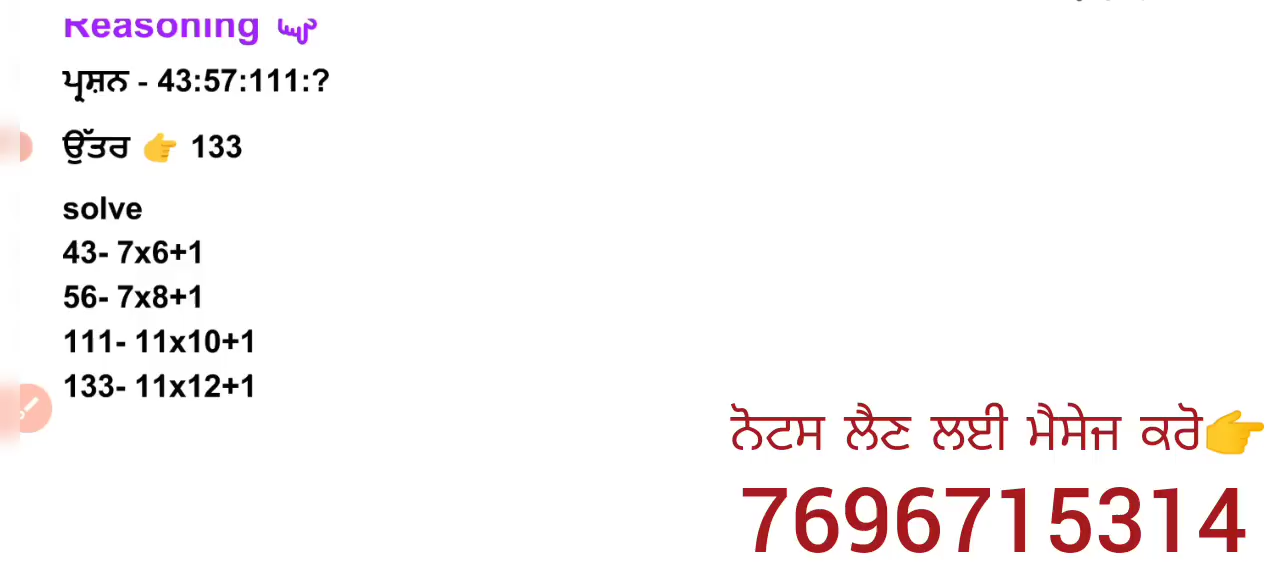 Reasoning
ਪ੍ਰਸ਼ਨ - 43:57:111:?
ਉੱਤਰ 👉 133
solve
43- 7x6+1
56- 7x8+1
111- 11x10+1
133- 11x12+1
ਨੋਟਸ ਲੈਣ ਲਈ ਮੈਸੇਜ ਕਰੋ👉
7696715314